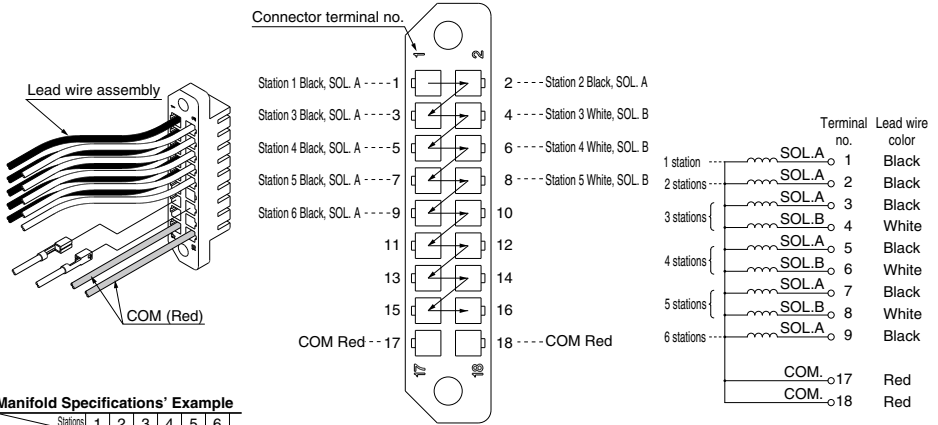 Connector terminal no.
Lead wire assembly
COM (Red)
1 2
Station 1 Black, SOL. A 1 2 Station 2 Black, SOL. A
Station 3 Black, SOL. A 3 4 Station 3 White, SOL. B
Station 4 Black, SOL. A 5 6 Station 4 White, SOL. B
Station 5 Black, SOL. A 7 8 Station 5 White, SOL. B
Station 6 Black, SOL. A 9 10
11 12
13 14
15 16
COM Red 17 18 COM Red
17 18
Terminal no. Lead wire color
1 station SOL.A 1 Black
2 stations SOL.A 2 Black
3 stations SOL.A 3 Black
SOL.B 4 White
4 stations SOL.A 5 Black
SOL.B 6 White
5 stations SOL.A 7 Black
SOL.B 8 White
6 stations SOL.A 9 Black
COM. 17 Red
COM. 18 Red
Manifold Specifications' Example
Stations 1 2 3 4 5 6